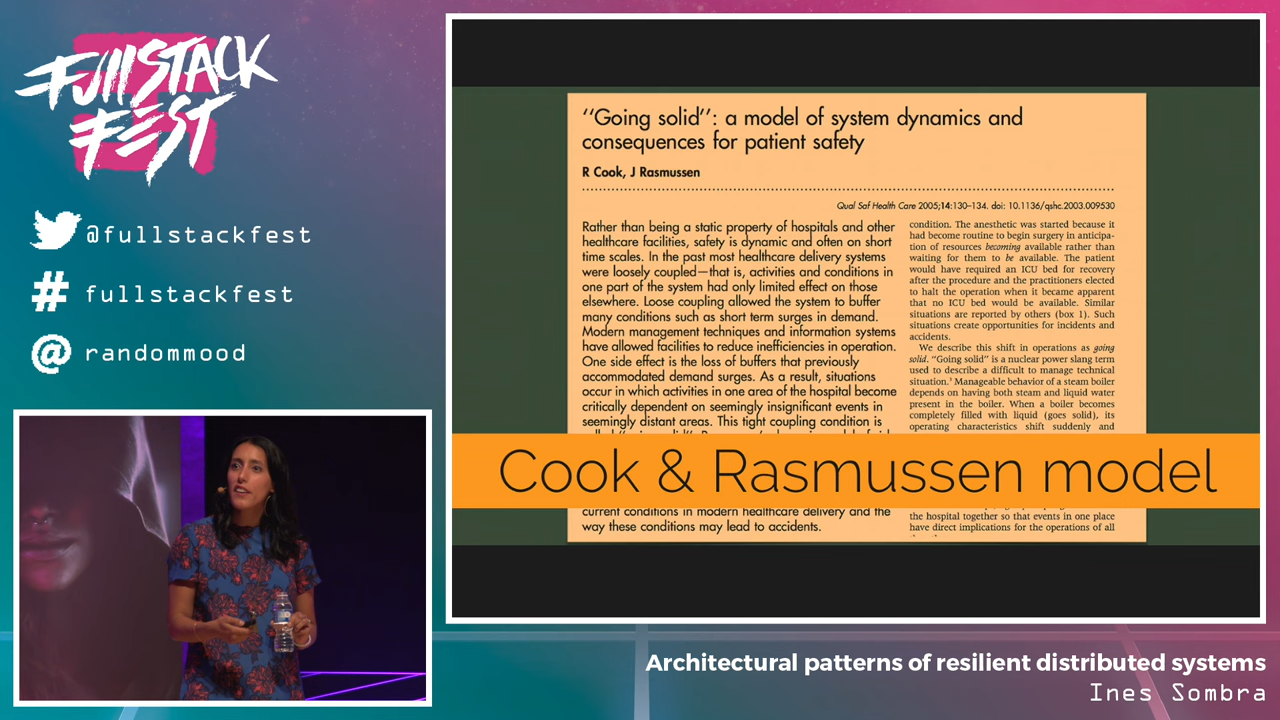 FullSTACK
FEST
@fullstackfest
# fullstackfest
@ randommood
“Going solid”: a model of system dynamics and
consequences for patient safety
R Cook, J Rasmussen
Qual Saf Health Care 2005;14:130–134. doi: 10.1136/qshc.2003.009530
Rather than being a static property of hospitals and other
healthcare facilities, safety is dynamic and often on short
time scales. In the past most healthcare delivery systems
were loosely coupled—that is, activities and conditions in
one part of the system had only limited effect on those
elsewhere. Loose coupling allowed the system to buffer
many conditions such as short term surges in demand.
Modern management techniques and information systems
have allowed facilities to reduce inefficiencies in operation.
One side effect is the loss of buffers that previously
accommodated demand surges. As a result, situations
occur in which activities in one area of the hospital become
critically dependent on seemingly insignificant events in
seemingly distant areas. This tight coupling condition is
current conditions in modern healthcare delivery and the
way these conditions may lead to accidents.
condition. The anesthetic was started because it
had become routine to begin surgery in anticipa-
tion of resources becoming available rather than
waiting for them to be available. The patient
would have required an ICU bed for recovery
after the procedure and the practitioners elected
to halt the operation when it became apparent
that no ICU bed would be available. Similar
situations are reported by others (box 1). Such
situations create opportunities for incidents and
accidents.
We describe this shift in operations as going
solid. “Going solid” is a nuclear power slang term
used to describe a difficult to manage technical
situation.3 Manageable behavior of a steam boiler
depends on having both steam and liquid water
present in the boiler. When a boiler becomes
completely filled with liquid (goes solid), its
operating characteristics shift suddenly and
the hospital together so that events in one place
have direct implications for the operations of all
Cook & Rasmussen model
Architectural patterns of resilient distributed systems
Ines Sombra